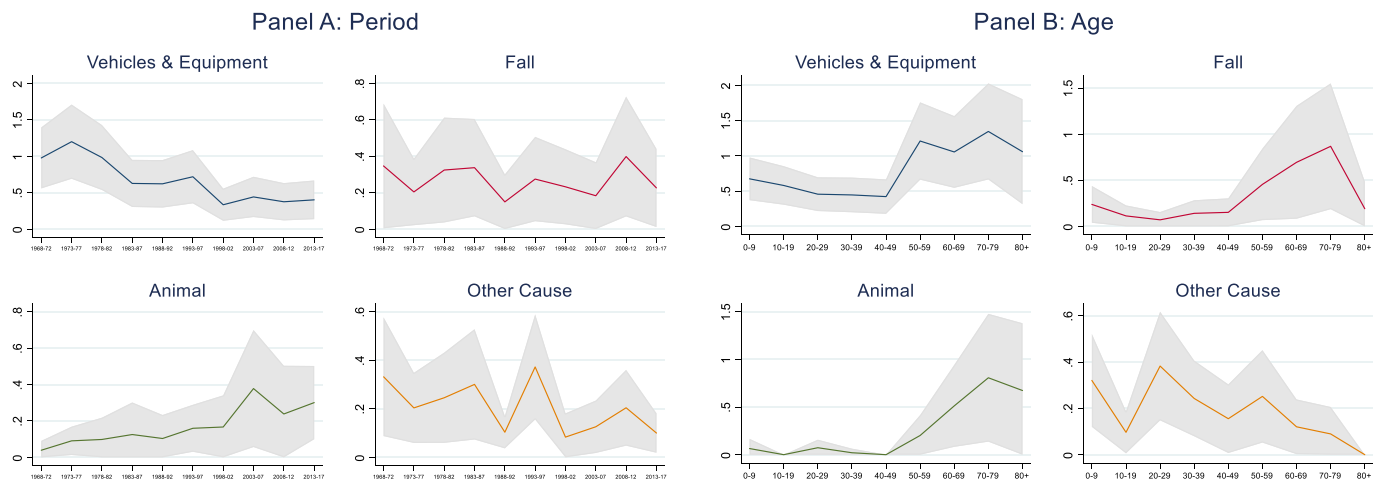 Panel A: Period
Panel B: Age
Vehicles & Equipment
2
1.5
1
.5
0
1968-72 1973-77 1978-82 1983-87 1988-92 1993-97 1998-02 2003-07 2008-12 2013-17
Fall
.8
.6
.4
.2
0
1968-72 1973-77 1978-82 1983-87 1988-92 1993-97 1998-02 2003-07 2008-12 2013-17
Vehicles & Equipment
2
1.5
1
.5
0
0-9 10-19 20-29 30-39 40-49 50-59 60-69 70-79 80+
Fall
1.5
1
.5
0
0-9 10-19 20-29 30-39 40-49 50-59 60-69 70-79 80+
Animal
.8
.6
.4
.2
0
1968-72 1973-77 1978-82 1983-87 1988-92 1993-97 1998-02 2003-07 2008-12 2013-17
Other Cause
.6
.4
.2
0
1968-72 1973-77 1978-82 1983-87 1988-92 1993-97 1998-02 2003-07 2008-12 2013-17
Animal
1.5
1
.5
0
0-9 10-19 20-29 30-39 40-49 50-59 60-69 70-79 80+
Other Cause
.6
.4
.2
0
0-9 10-19 20-29 30-39 40-49 50-59 60-69 70-79 80+